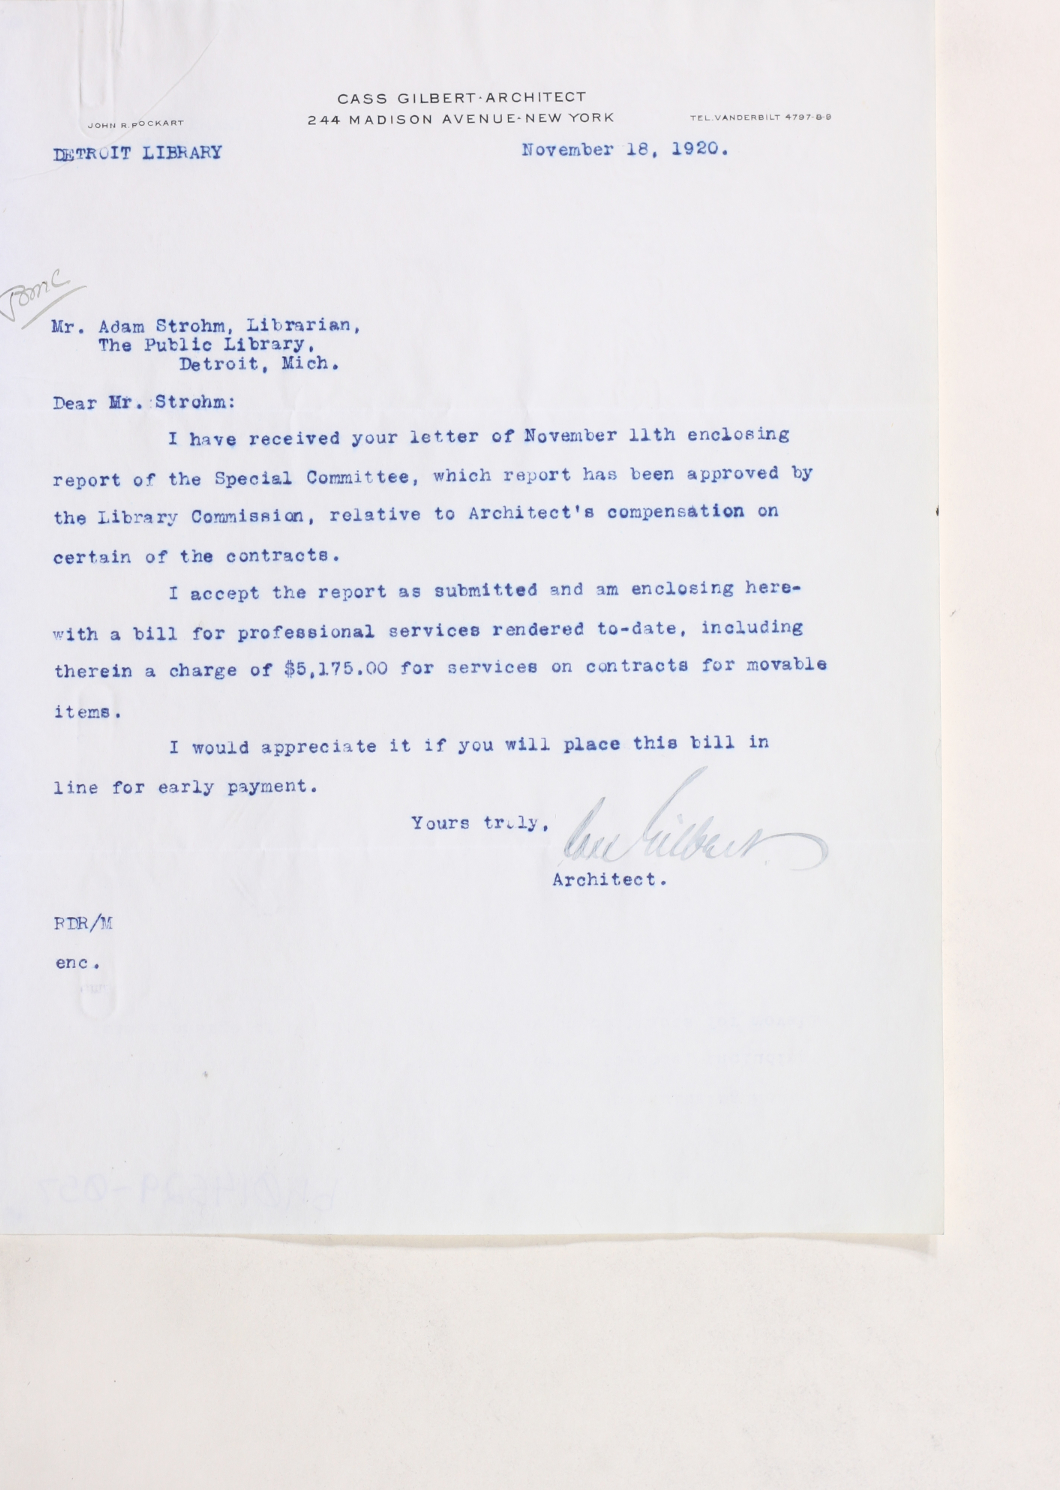 CASS GILBERT·ARCHITECT
244 MADISON AVENUE-NEW YORK
JOHN R. ROCKART
TEL. VANDERBILT 4797-8-9
DETROIT LIBRARY
November 18, 1920.
Mr. Adam Strohm, Librarian,
The Public Library,
Detroit, Mich.
Dear Mr. Strohm:
I have received your letter of November 11th enclosing
report of the Special Committee, which report has been approved by
the Library Commission, relative to Architect's compensation on
certain of the contracts.
I accept the report as submitted and am enclosing here-
with a bill for professional services rendered to-date, including
therein a charge of $5,175.00 for services on contracts for movable
items.
I would appreciate it if you will place this bill in
line for early payment.
Yours truly,
Cass Gilbert.
Architect.
enc.